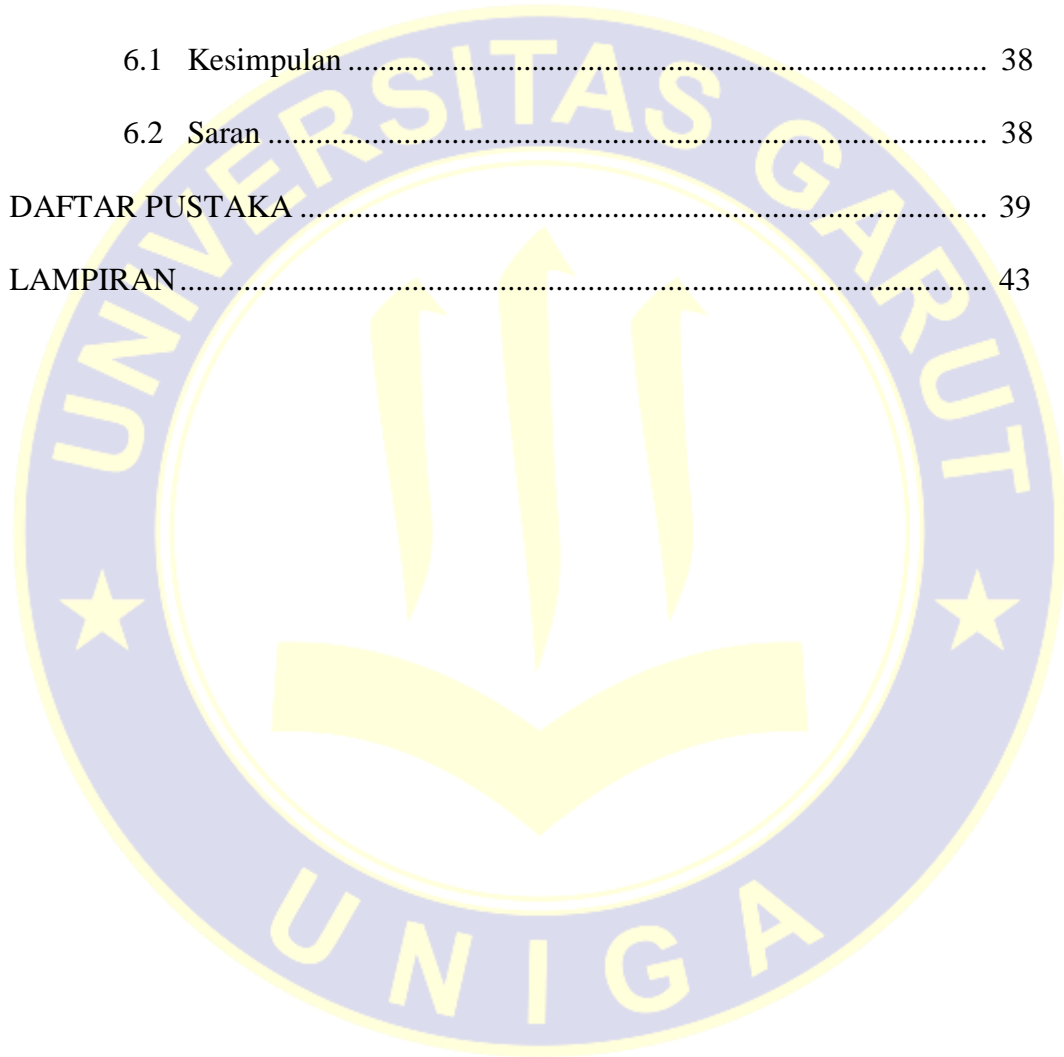 6.1 Kesimpulan ................................................................................ 38
6.2 Saran .......................................................................................... 38
DAFTAR PUSTAKA ...................................................................................... 39
LAMPIRAN..................................................................................................... 43
UNIVERSITAS GARUT
UNIGA